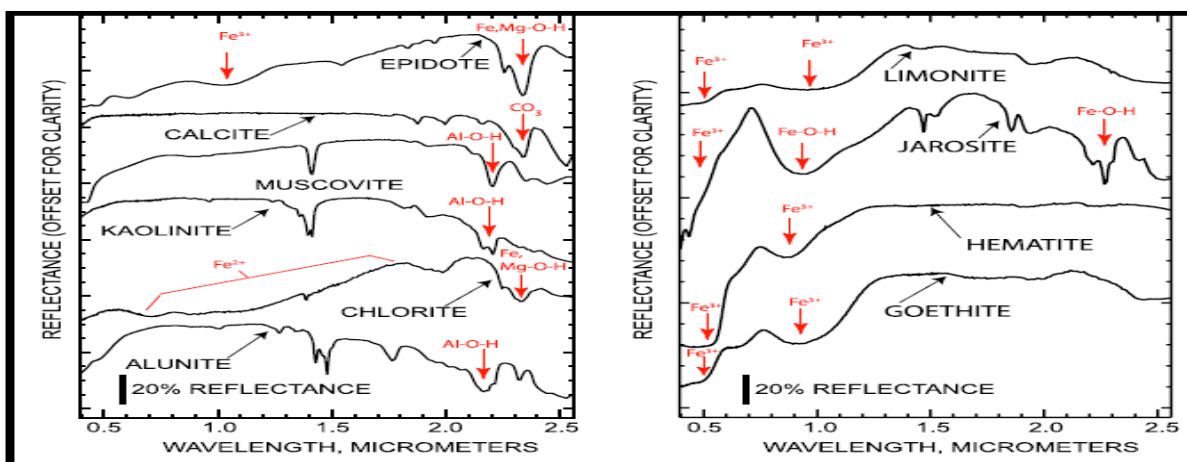 REFLECTANCE (OFFSET FOR CLARITY)
Fe³⁺
Fe,Mg-O-H
EPIDOTE
CO₃
CALCITE
Al-O-H
MUSCOVITE
Al-O-H
KAOLINITE
Fe²⁺
Fe,
Mg-O-H
CHLORITE
ALUNITE
Al-O-H
20% REFLECTANCE
0.5 1.0 1.5 2.0 2.5
WAVELENGTH, MICROMETERS
REFLECTANCE (OFFSET FOR CLARITY)
Fe³⁺
Fe³⁺
LIMONITE
Fe³⁺
Fe-O-H
Fe-O-H
JAROSITE
Fe³⁺
HEMATITE
Fe³⁺
Fe³⁺
GOETHITE
Fe³⁺
20% REFLECTANCE
0.5 1.0 1.5 2.0 2.5
WAVELENGTH, MICROMETERS